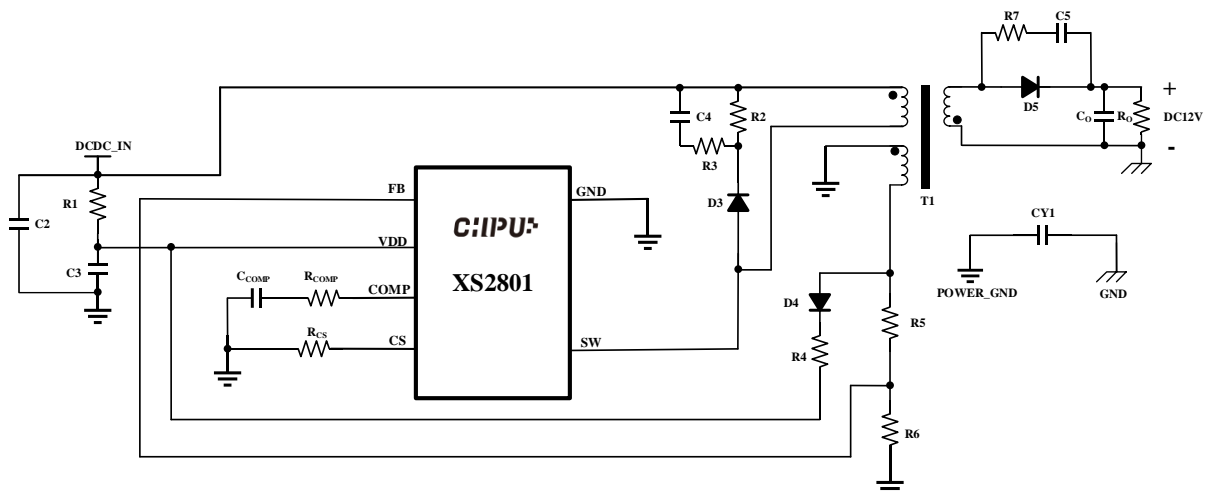 R7
C5
D5
C4
R2
R3
CO
RO
+
DC12V
-
DCDC_IN
R1
C2
C3
FB
GND
VDD
CHIPUP
XS2801
CCOMP
RCOMP
COMP
RCS
CS
SW
D3
T1
CY1
POWER_GND
GND
D4
R5
R4
R6